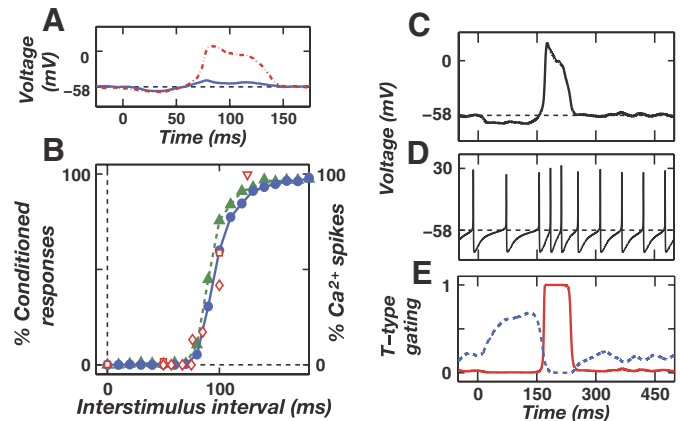 A
Voltage
(mV)
0
−58
0 50 100 150
Time (ms)
B
% Conditioned
responses
100
0
% Ca2+ spikes
100
0
0 100
Interstimulus interval (ms)
C
Voltage (mV)
0
−58
D
30
−58
E
T−type
gating
1
0
0 150 300 450
Time (ms)